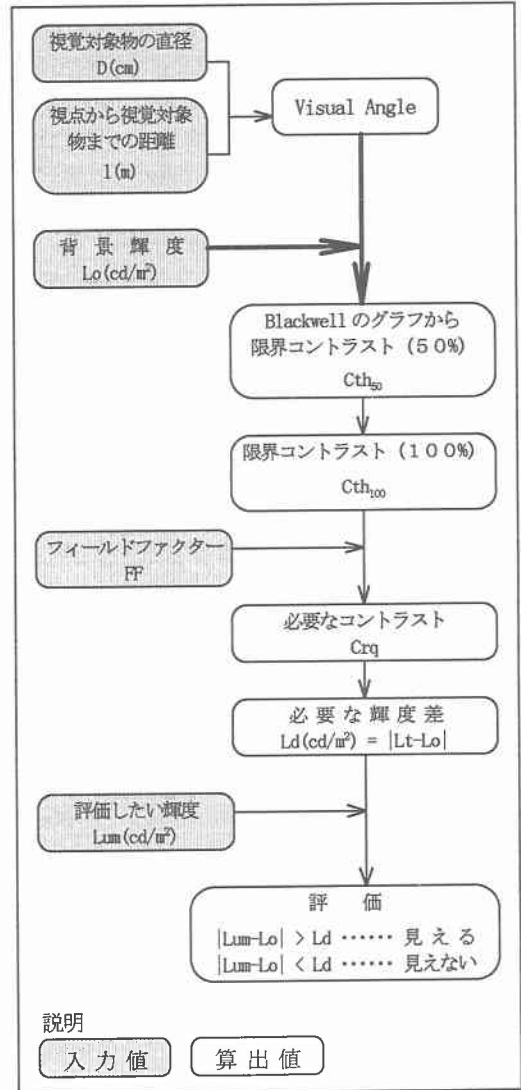 視覚対象物の直径
D(cm)
視点から視覚対象
物までの距離
l(m)
Visual Angle
背景輝度
Lo(cd/m²)
Blackwellのグラフから
限界コントラスト(50%)
Cth₅₀
限界コントラスト(100%)
Cth₁₀₀
フィールドファクター
FF
必要なコントラスト
Crq
必要な輝度差
Ld(cd/m²) = |Lt-Lo|
評価したい輝度
Lum(cd/m²)
評価
|Lum-Lo| > Ld …… 見える
|Lum-Lo| < Ld …… 見えない
説明
入力値
算出値